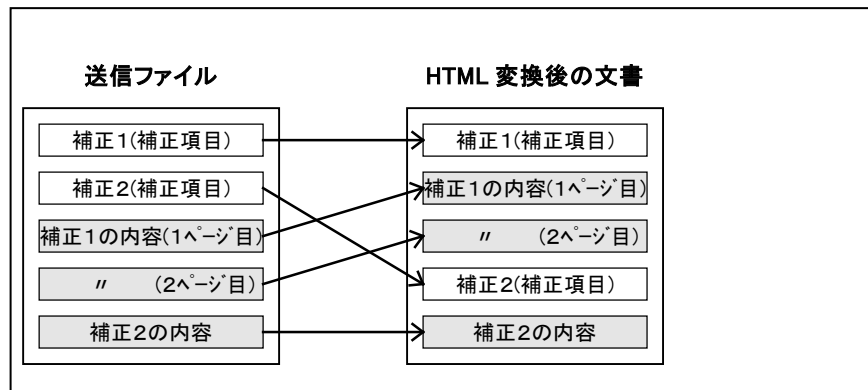 送信ファイル
補正1(補正項目)
補正2(補正項目)
補正1の内容(1ﾍﾟｰｼﾞ目)
〃 (2ﾍﾟｰｼﾞ目)
補正2の内容
HTML 変換後の文書
補正1(補正項目)
補正1の内容(1ﾍﾟｰｼﾞ目)
〃 (2ﾍﾟｰｼﾞ目)
補正2(補正項目)
補正2の内容